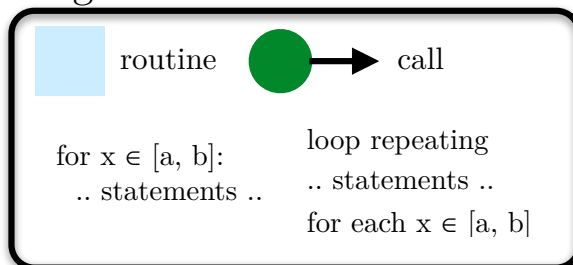 routine call
for x ∈ [a, b]:
.. statements ..
loop repeating
.. statements ..
for each x ∈ [a, b]